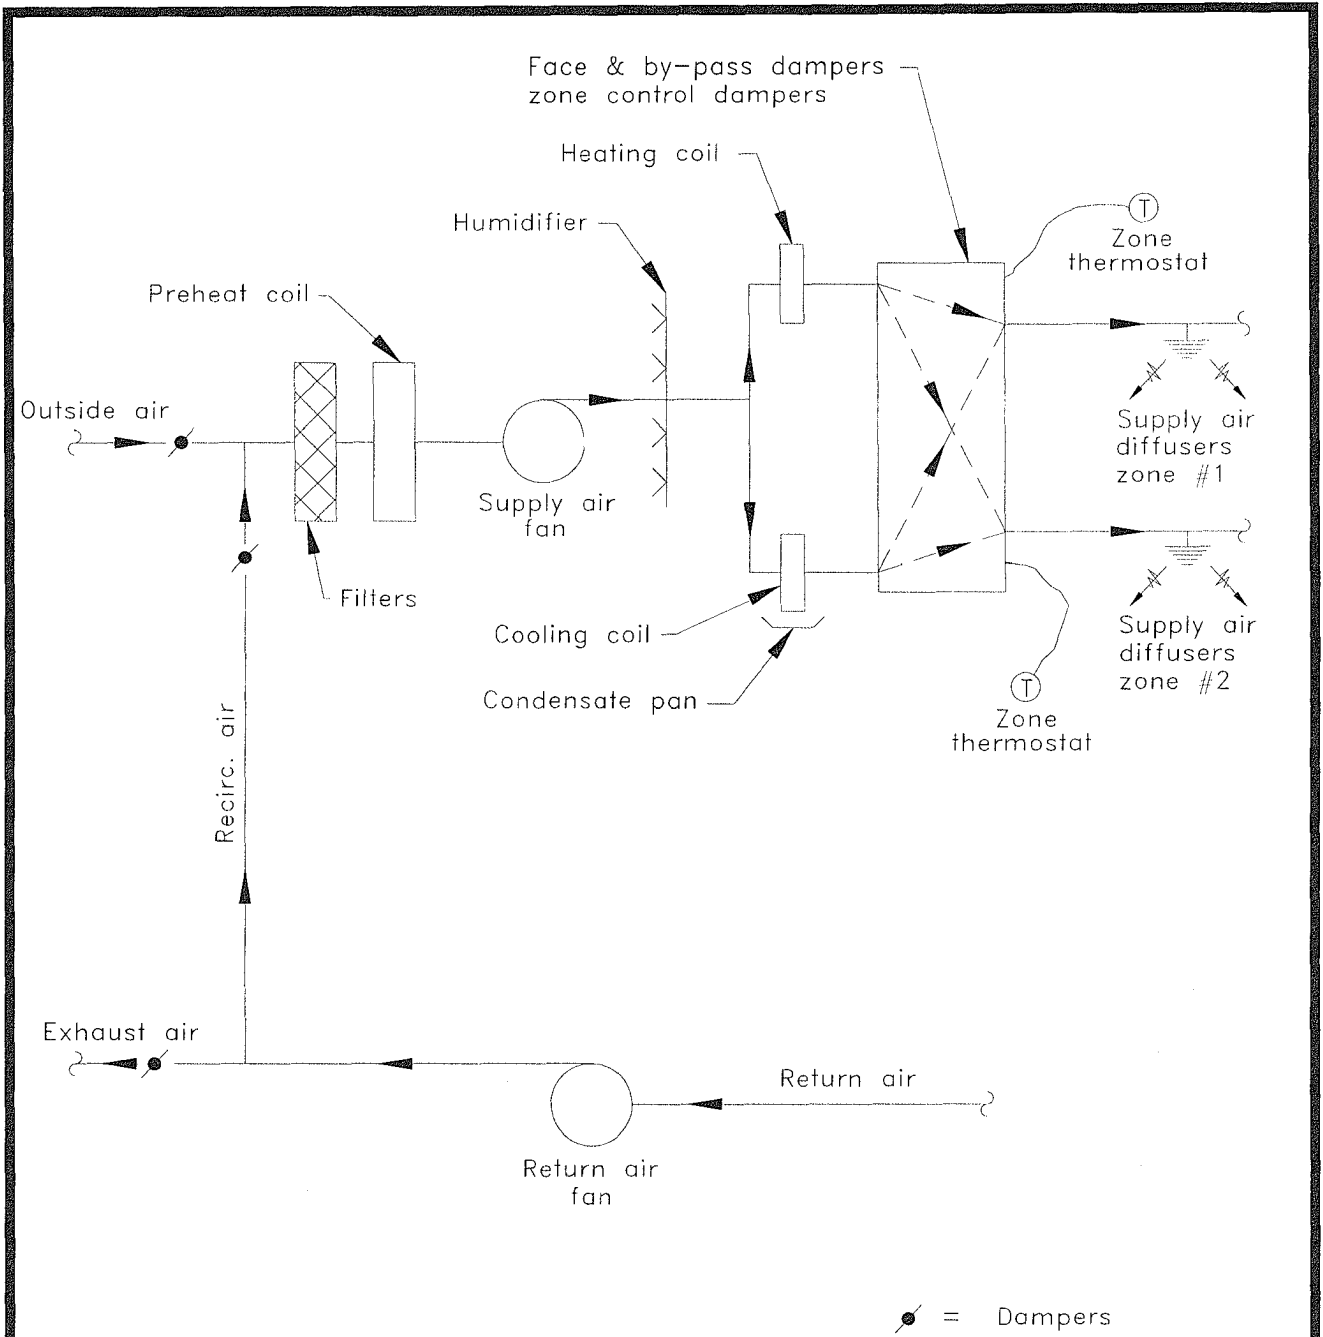 Face & by-pass dampers
zone control dampers
Heating coil
Humidifier
Preheat coil
T
Zone
thermostat
Outside air
Supply air
fan
Supply air
diffusers
zone #1
Filters
Cooling coil
Condensate pan
Supply air
diffusers
zone #2
T
Zone
thermostat
Recirc. air
Exhaust air
Return air
Return air
fan
= Dampers